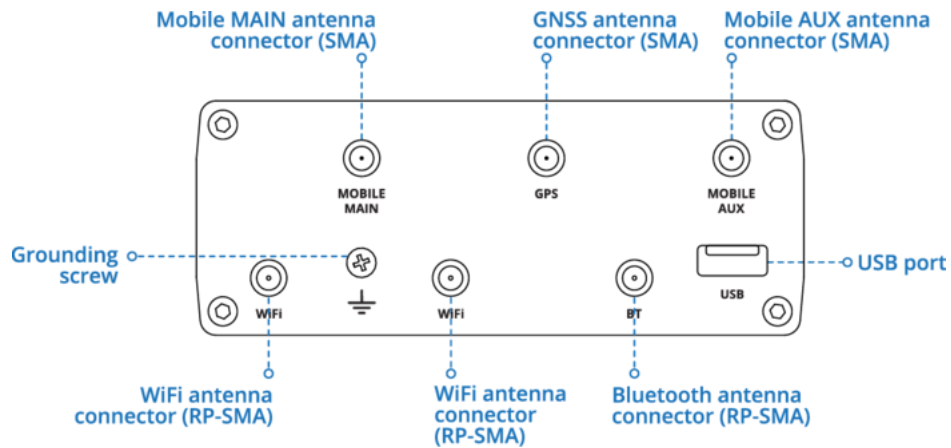 Mobile MAIN antenna
connector (SMA)
GNSS antenna
connector (SMA)
Mobile AUX antenna
connector (SMA)
MOBILE
MAIN
GPS
MOBILE
AUX
Grounding
screw
USB port
WiFi
WiFi
BT
USB
WiFi antenna
connector (RP-SMA)
WiFi antenna
connector
(RP-SMA)
Bluetooth antenna
connector (RP-SMA)